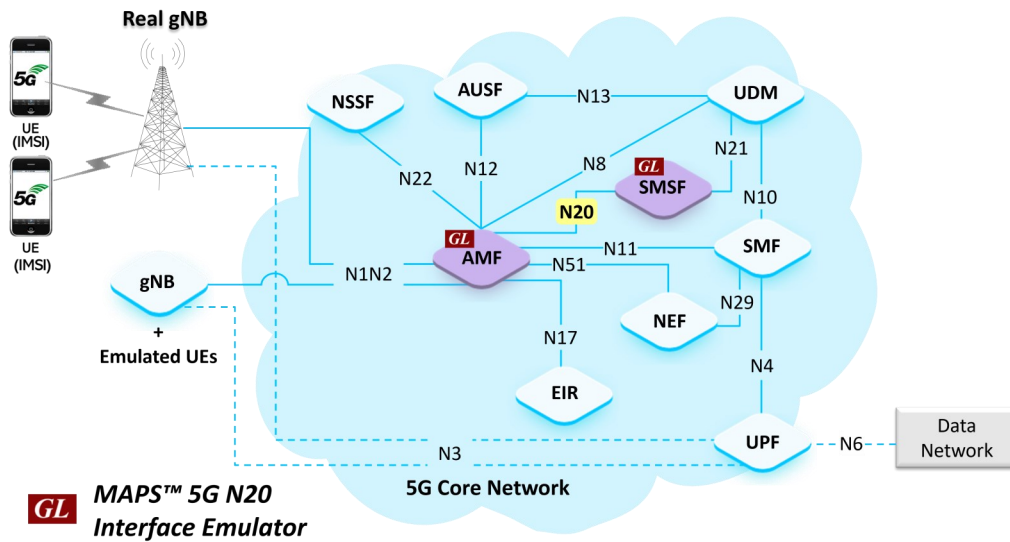 Real gNB
5G
UE
(IMSI)
5G
UE
(IMSI)
NSSF
AUSF
N13
UDM
N22
N12
N8
N21
GL
SMSF
N20
N10
GL
AMF
N11
SMF
N1N2
N51
gNB
N29
NEF
+
Emulated UEs
N17
N4
EIR
N3
UPF
N6
Data
Network
5G Core Network
GL
MAPS™ 5G N20
Interface Emulator